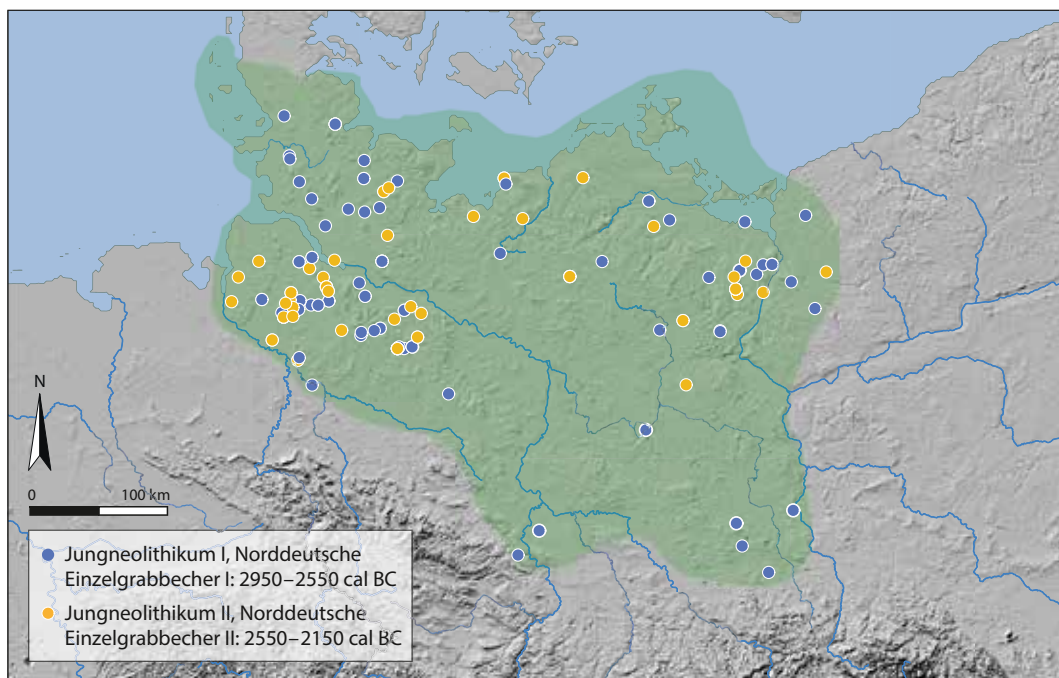 N
0 100 km
Jungneolithikum I, Norddeutsche
Einzelgrabbecher I: 2950–2550 cal BC
Jungneolithikum II, Norddeutsche
Einzelgrabbecher II: 2550–2150 cal BC